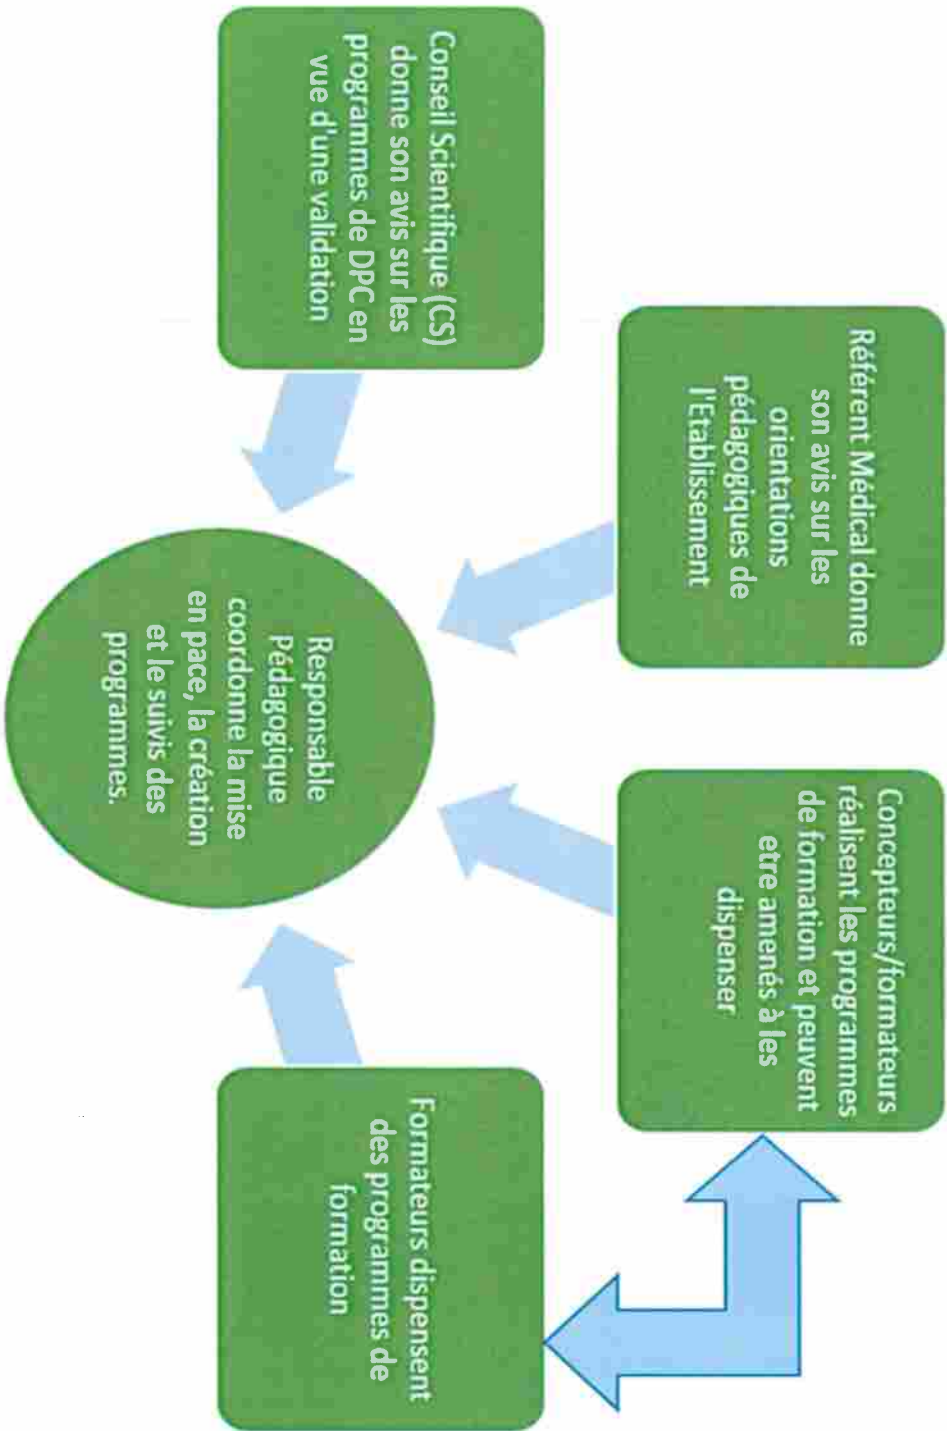 Conseil Scientifique (CS)
donne son avis sur les
programmes de DPC en
vue d'une validation
Référent Médical donne
son avis sur les
orientations
pédagogiques de
l'Etablissement
Concepteurs/formateurs
réalisent les programmes
de formation et peuvent
etre amenés à les
dispenser
Formateurs dispensent
des programmes de
formation
Responsable
Pédagogique
coordonne la mise
en pace, la création
et le suivis des
programmes.